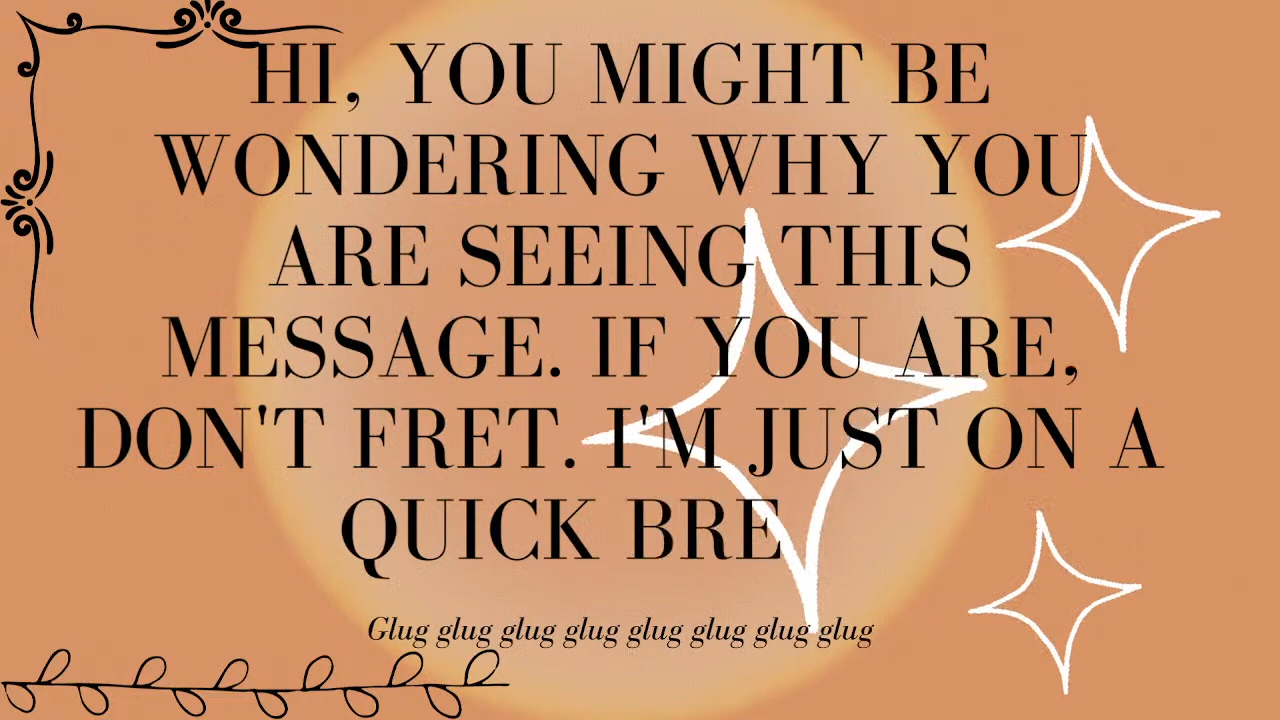 HI, YOU MIGHT BE
WONDERING WHY YOU
ARE SEEING THIS
MESSAGE. IF YOU ARE,
DON'T FRET. I'M JUST ON A
QUICK BRE
Glug glug glug glug glug glug glug glug